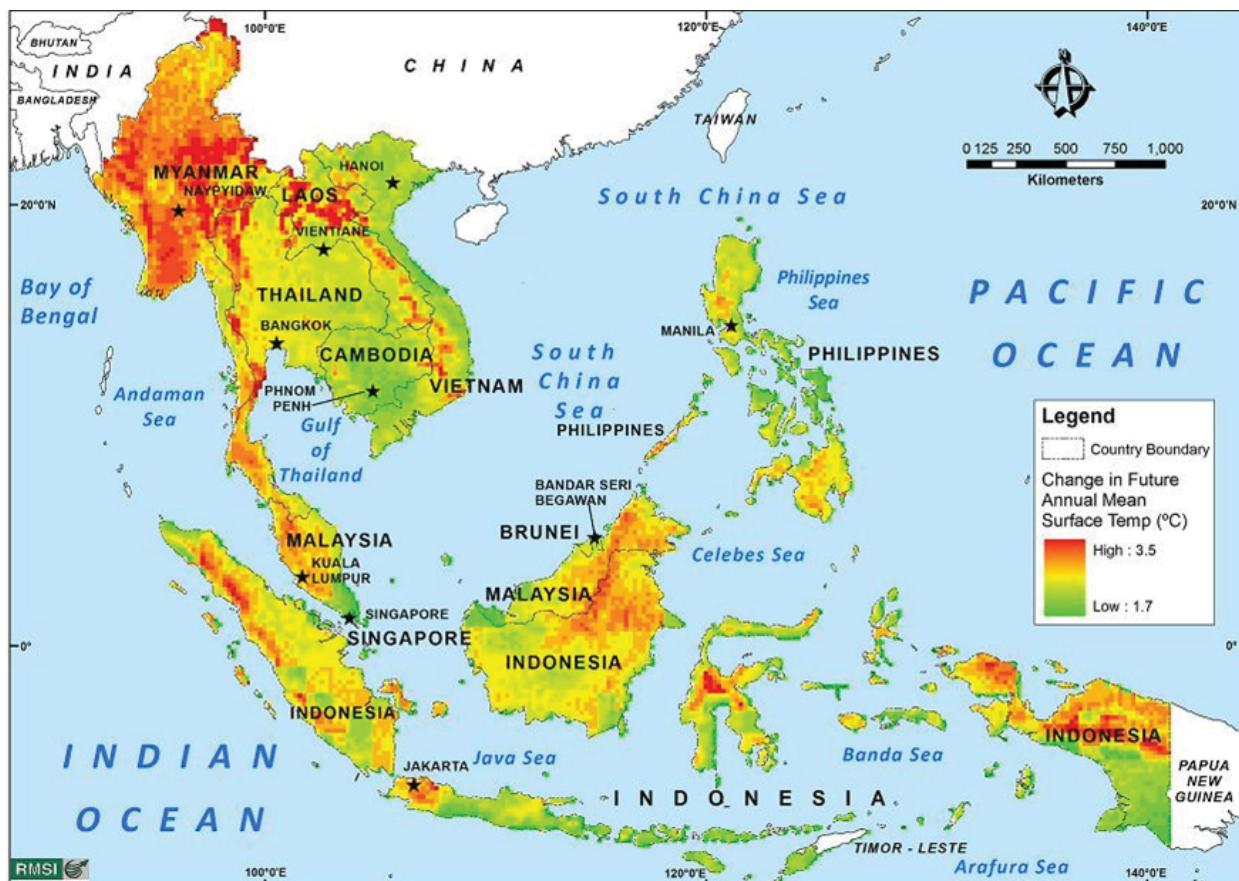 100°0'E
120°0'E
140°0'E
BHUTAN
INDIA
BANGLADESH
CHINA
TAIWAN
N
0 125 250 500 750 1,000
Kilometers
MYANMAR
NAYPYIDAW
HANOI
LAOS
VIENTIANE
20°0'N
20°0'N
South China Sea
Bay of
Bengal
THAILAND
BANGKOK
CAMBODIA
PHNOM
PENH
VIETNAM
Andaman
Sea
Gulf
of
Thailand
South
China
Sea
Philippines
Sea
MANILA
PHILIPPINES
PHILIPPINES
PACIFIC
OCEAN
Legend
Country Boundary
Change in Future
Annual Mean
Surface Temp (ºC)
High : 3.5
Low : 1.7
BANDAR SERI
BEGAWAN
BRUNEI
Celebes Sea
MALAYSIA
KUALA
LUMPUR
MALAYSIA
SINGAPORE
SINGAPORE
0°
0°
INDONESIA
INDONESIA
INDONESIA
INDIAN
OCEAN
Java Sea
JAKARTA
Banda Sea
INDONESIA
PAPUA
NEW
GUINEA
TIMOR - LESTE
Arafura Sea
RMSI
100°0'E
120°0'E
140°0'E